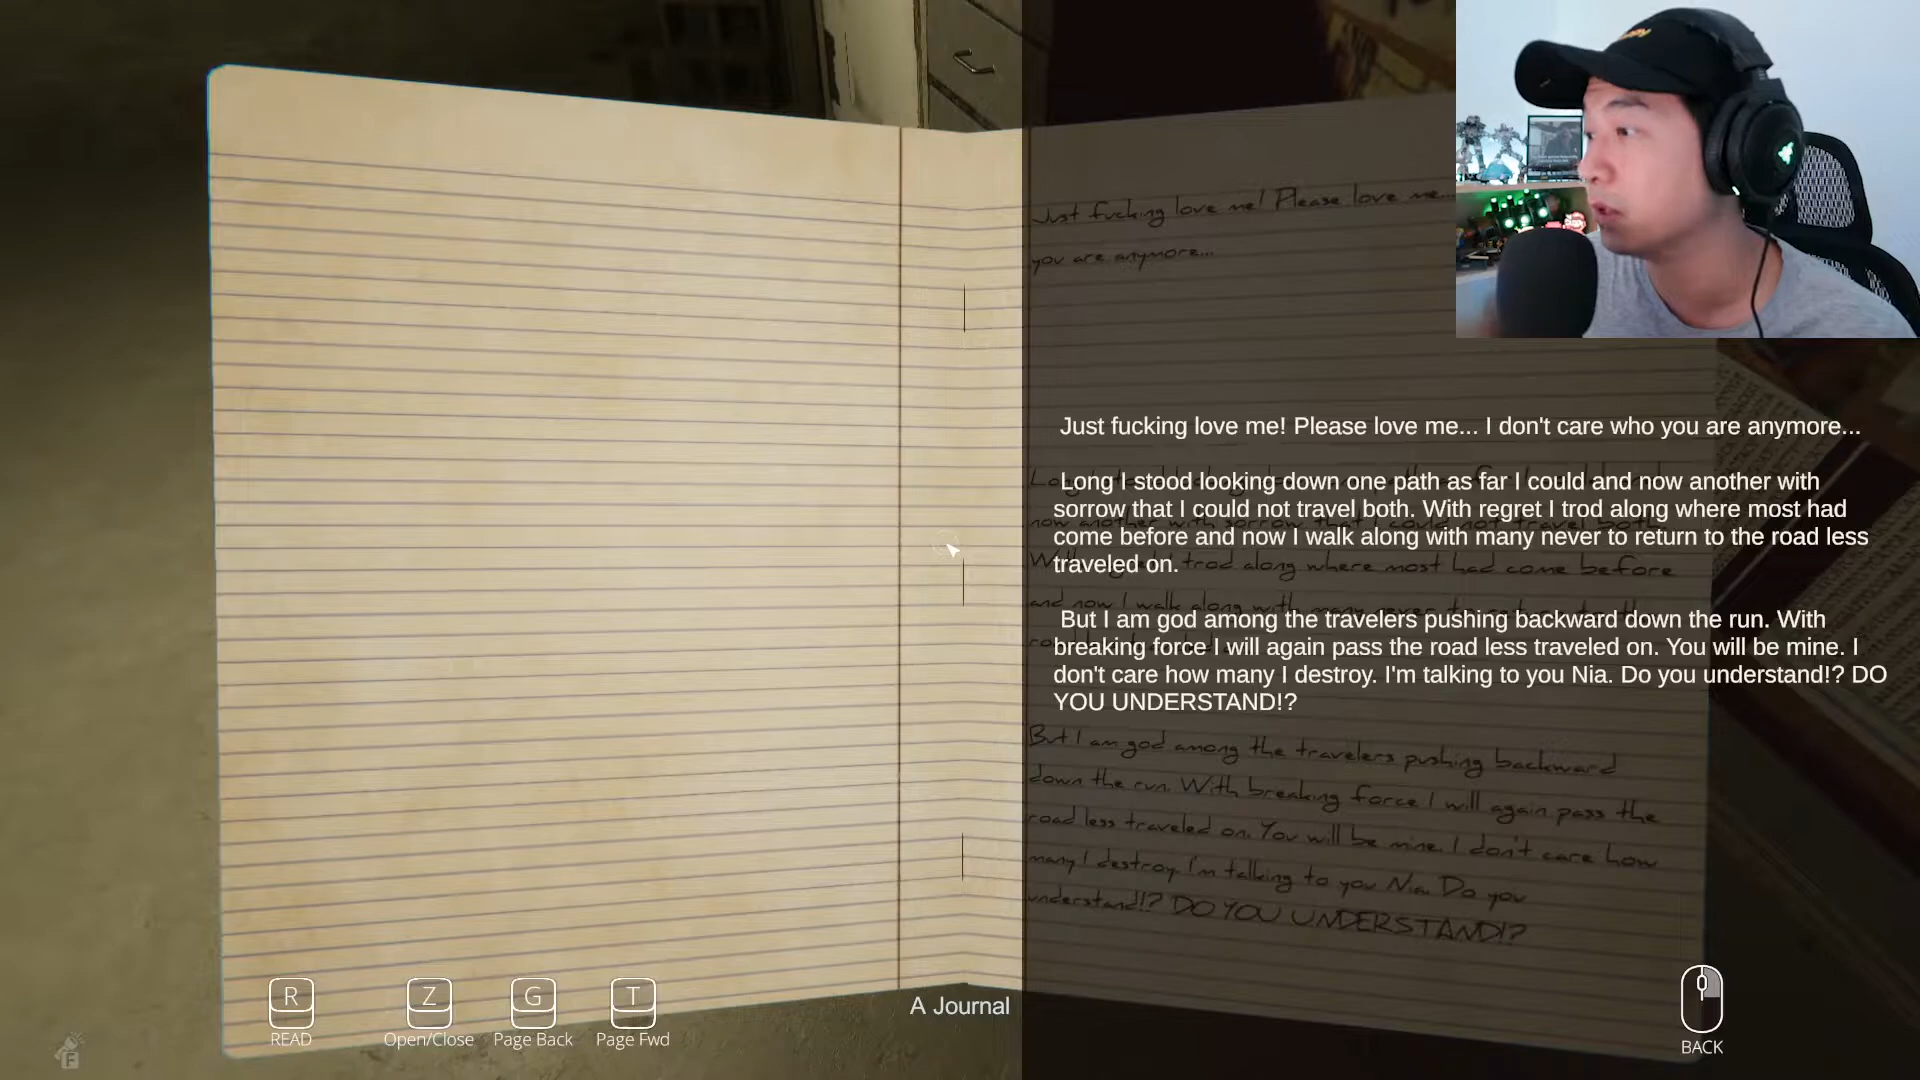 Just fucking love me! Please love me...
you are anymore...
Just fucking love me! Please love me... I don't care who you are anymore...
Long I stood looking down one path as far I could and now another with
sorrow that I could not travel both. With regret I trod along where most had
come before and now I walk along with many never to return to the road less
traveled on.
trod along where most had come before
But I am god among the travelers pushing backward down the run. With
breaking force I will again pass the road less traveled on. You will be mine. I
don't care how many I destroy. I'm talking to you Nia. Do you understand!? DO
YOU UNDERSTAND!?
But I am god among the travelers pushing backward
down the run. With breaking force I will again pass the
road less traveled on. You will be mine. I don't care how
many I destroy. I'm talking to you Nia. Do you
understand!? DO YOU UNDERSTAND!?
R
Z
G
T
READ
Open/Close
Page Back
Page Fwd
A Journal
BACK
F